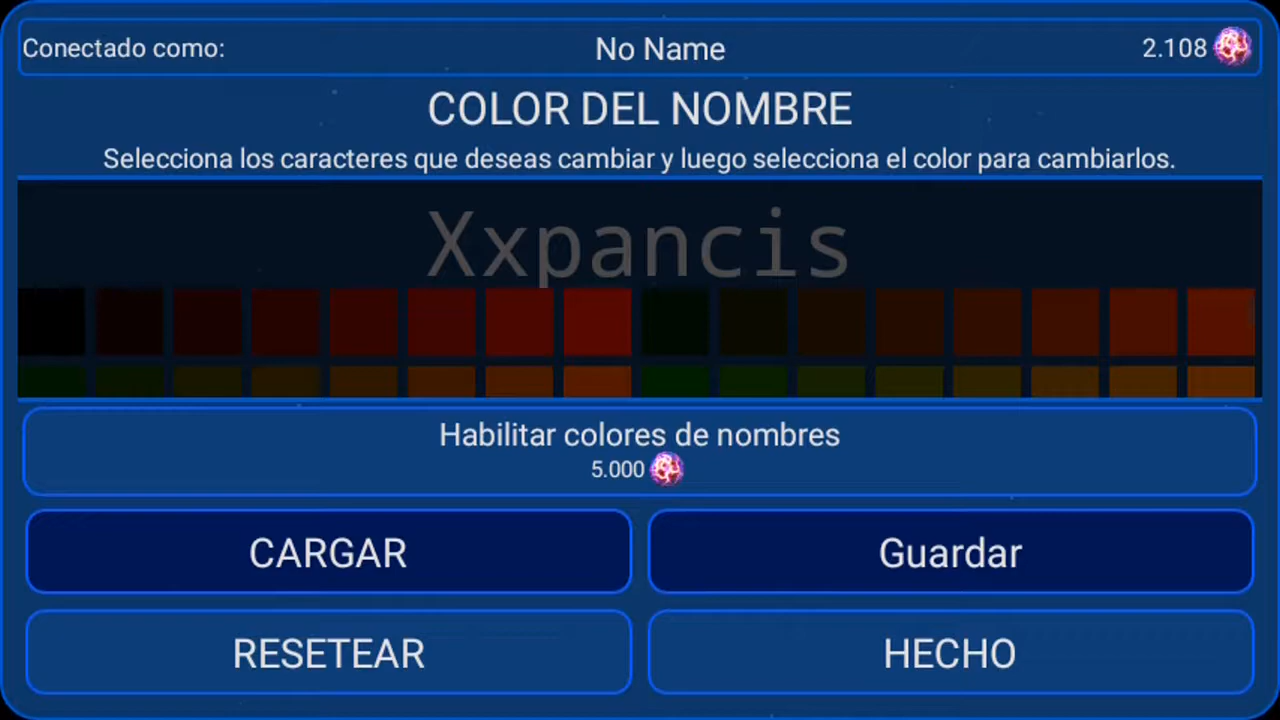 Conectado como:
No Name
2.108
COLOR DEL NOMBRE
Selecciona los caracteres que deseas cambiar y luego selecciona el color para cambiarlos.
Xxpancis
Habilitar colores de nombres
5.000
CARGAR
Guardar
RESETEAR
HECHO